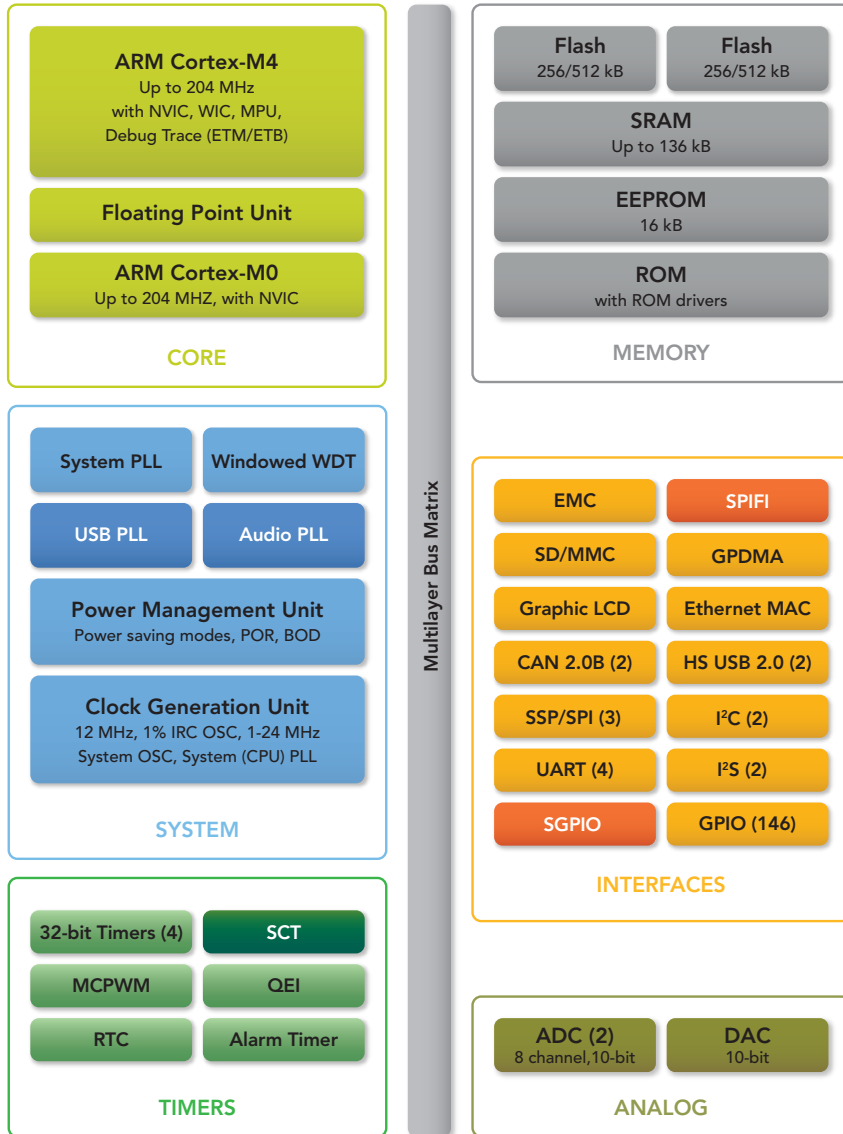 ARM Cortex-M4
Up to 204 MHz
with NVIC, WIC, MPU,
Debug Trace (ETM/ETB)
Floating Point Unit
ARM Cortex-M0
Up to 204 MHZ, with NVIC
CORE
System PLL
Windowed WDT
USB PLL
Audio PLL
Power Management Unit
Power saving modes, POR, BOD
Clock Generation Unit
12 MHz, 1% IRC OSC, 1-24 MHz
System OSC, System (CPU) PLL
SYSTEM
32-bit Timers (4)
SCT
MCPWM
QEI
RTC
Alarm Timer
TIMERS
Multilayer Bus Matrix
Flash
256/512 kB
Flash
256/512 kB
SRAM
Up to 136 kB
EEPROM
16 kB
ROM
with ROM drivers
MEMORY
EMC
SPIFI
SD/MMC
GPDMA
Graphic LCD
Ethernet MAC
CAN 2.0B (2)
HS USB 2.0 (2)
SSP/SPI (3)
I²C (2)
UART (4)
I²S (2)
SGPIO
GPIO (146)
INTERFACES
ADC (2)
8 channel,10-bit
DAC
10-bit
ANALOG